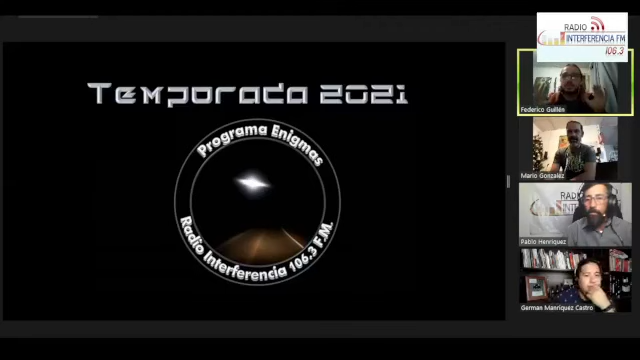 Temporada 2021
Programa Enigmas
Radio Interferencia 106.3 F.M.
RADIO
INTERFERENCIA FM
106.3
Federico Guillén
Mario Gonzalez
RADIO
Pablo Henriquez
German Manriquez Castro